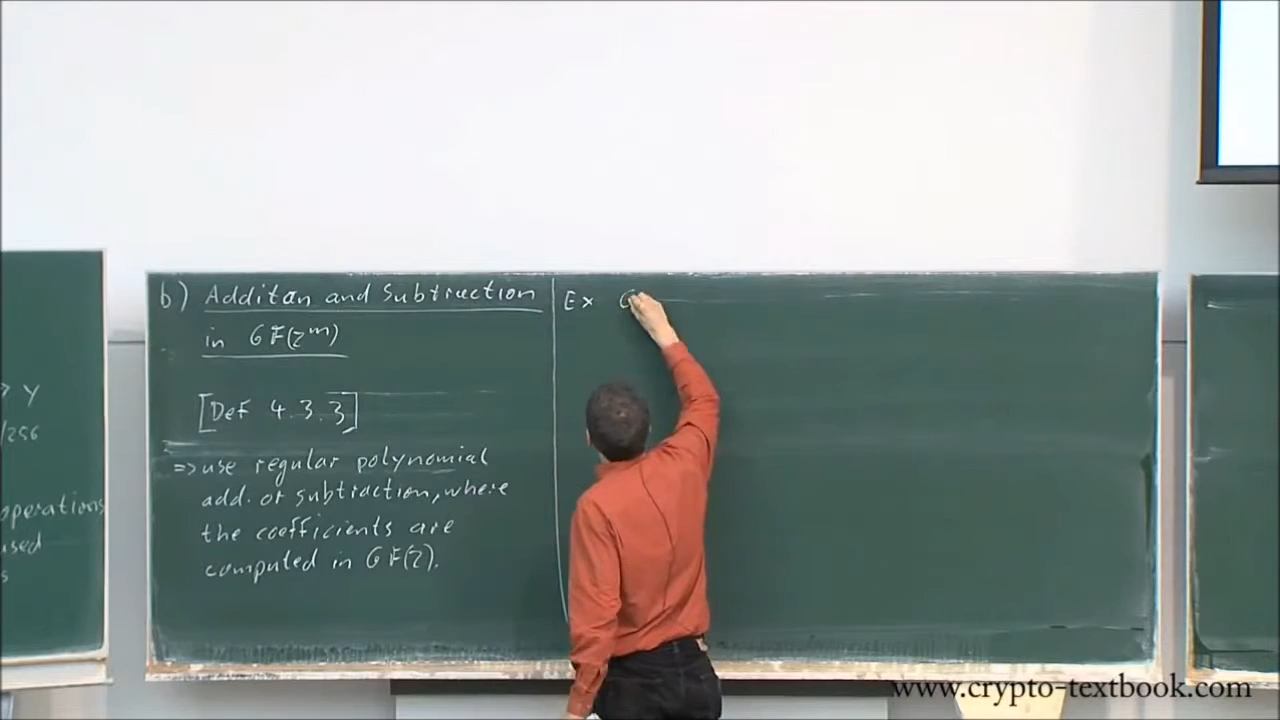 → Y
/256
operations
used
s
b) Additon and Subtraction
in GF(2^m)
[Def 4.3.3]
⇒ use regular polynomial
add. or subtraction, where
the coefficients are
computed in GF(2).
Ex G
www.crypto-textbook.com